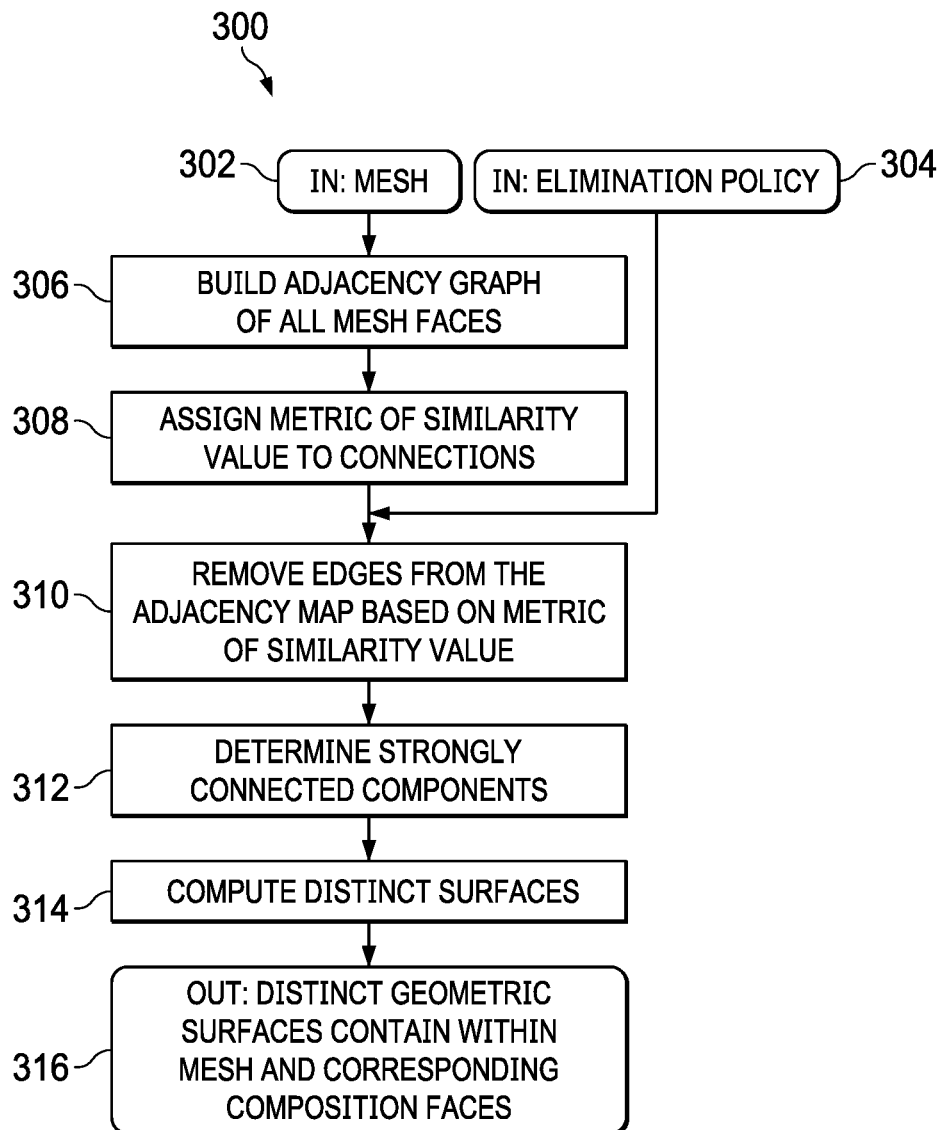 300
302
IN: MESH
IN: ELIMINATION POLICY
304
306
BUILD ADJACENCY GRAPH
OF ALL MESH FACES
308
ASSIGN METRIC OF SIMILARITY
VALUE TO CONNECTIONS
310
REMOVE EDGES FROM THE
ADJACENCY MAP BASED ON METRIC
OF SIMILARITY VALUE
312
DETERMINE STRONGLY
CONNECTED COMPONENTS
314
COMPUTE DISTINCT SURFACES
316
OUT: DISTINCT GEOMETRIC
SURFACES CONTAIN WITHIN
MESH AND CORRESPONDING
COMPOSITION FACES